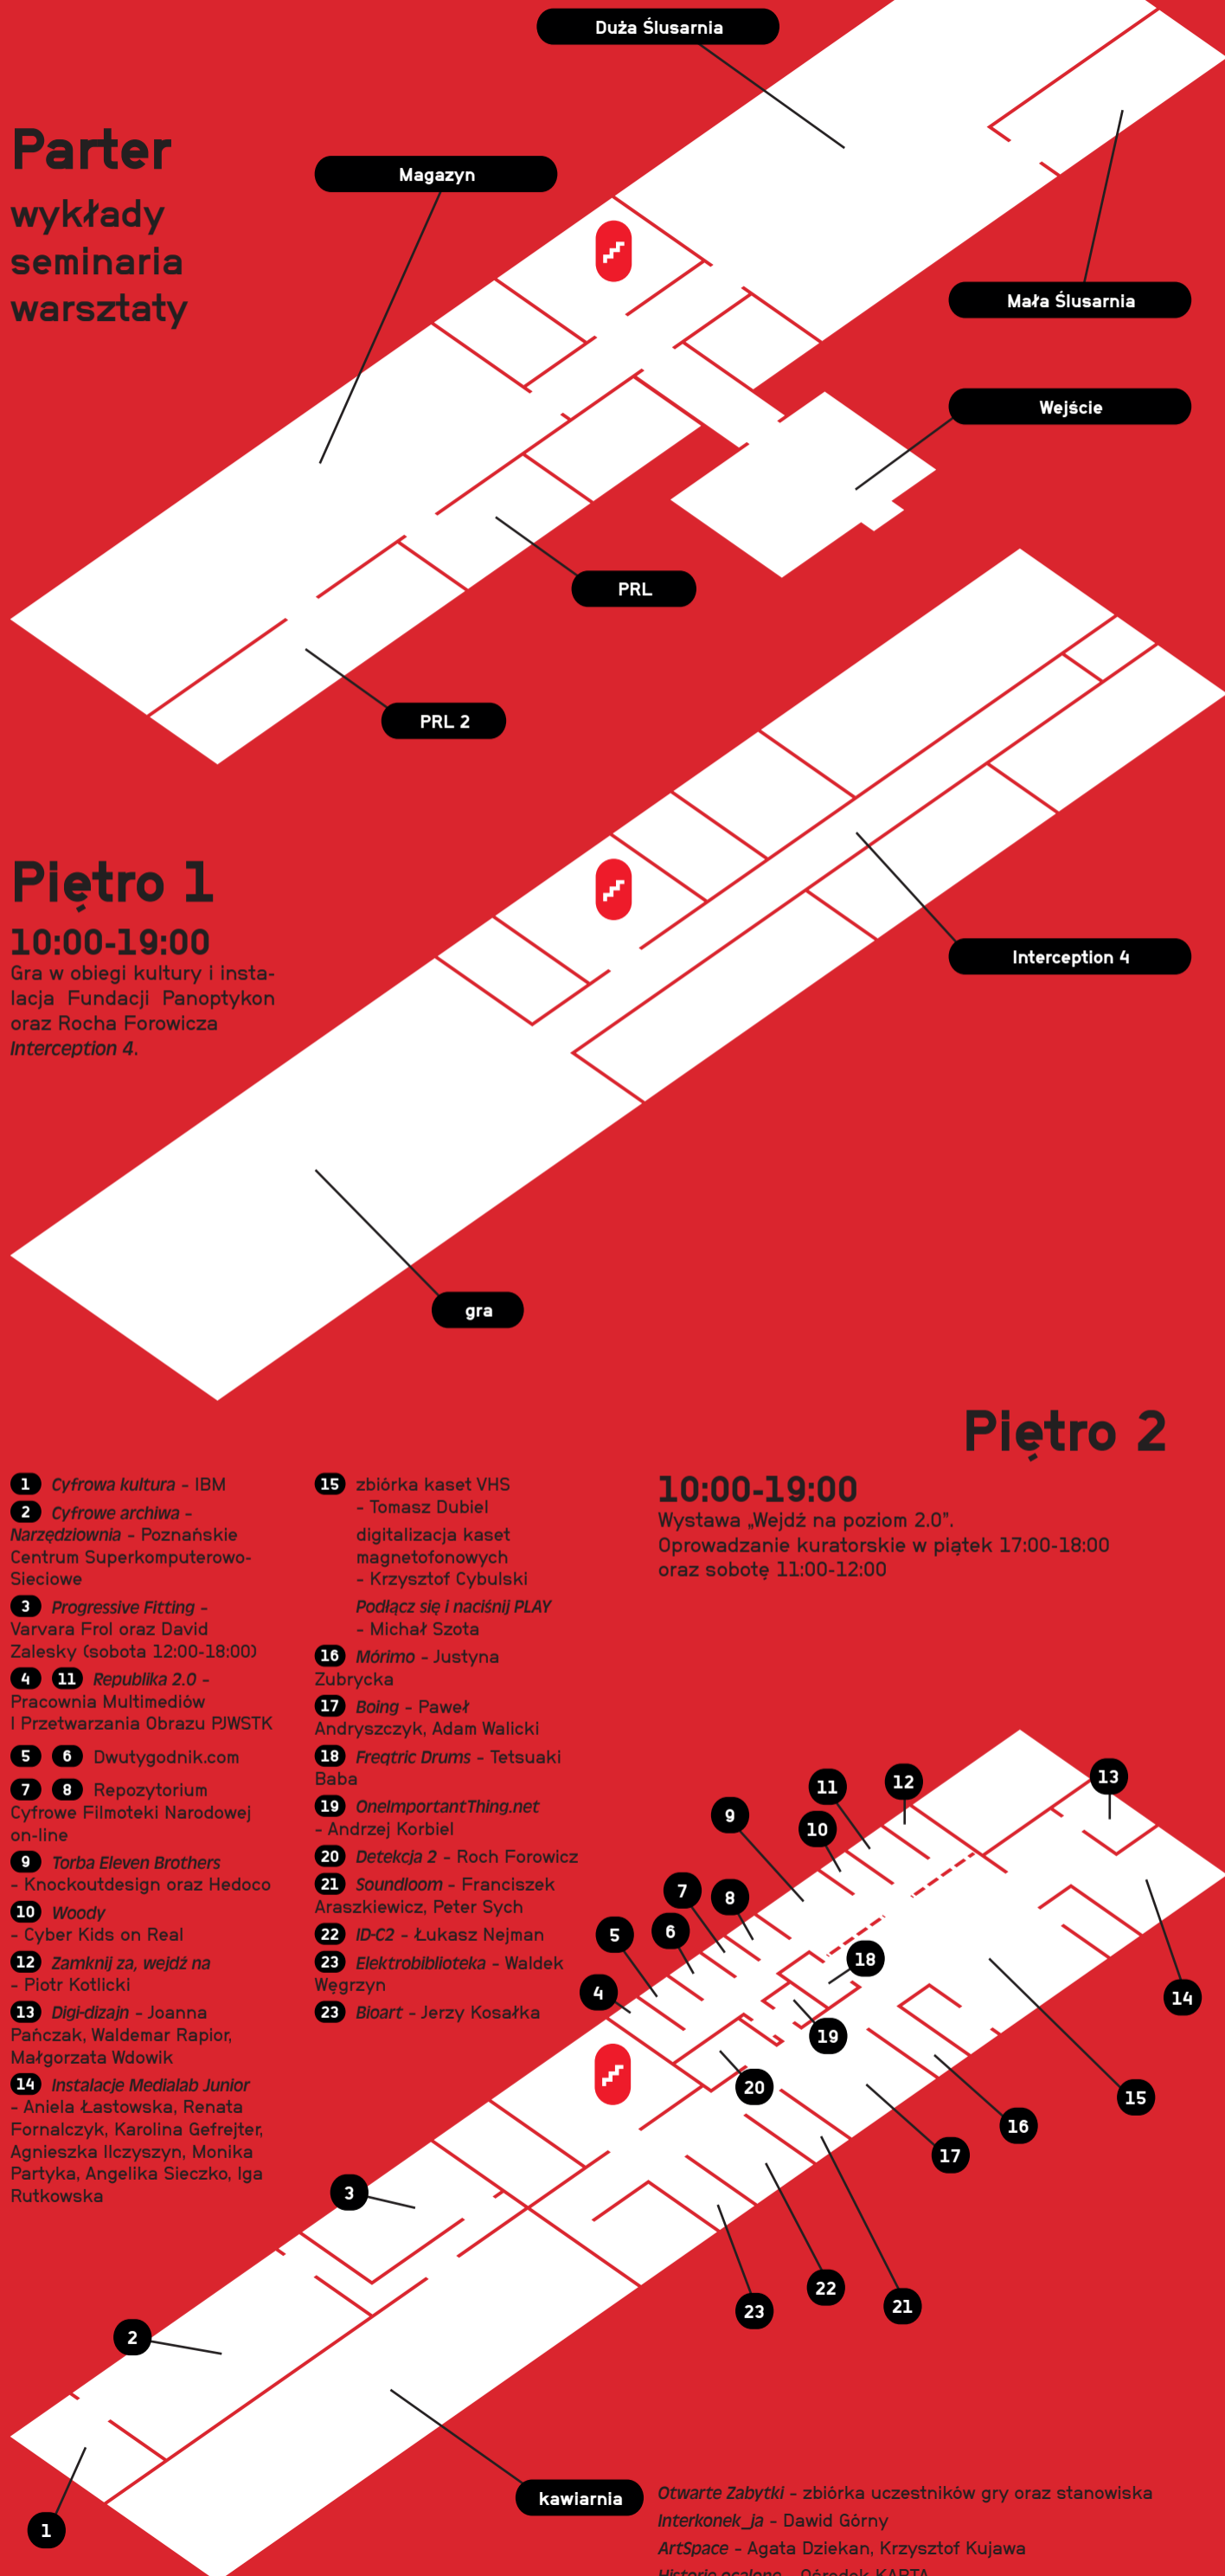 Duża Ślusarnia
Parter
wykłady
seminaria
warsztaty
Magazyn
Mała Ślusarnia
Wejście
PRL
PRL 2
Piętro 1
10:00-19:00
Gra w obiegi kultury i insta-
lacja Fundacji Panoptykon
oraz Rocha Forowicza
Interception 4.
Interception 4
gra
Piętro 2
10:00-19:00
Wystawa „Wejdź na poziom 2.0”.
Oprowadzanie kuratorskie w piątek 17:00-18:00
oraz sobotę 11:00-12:00
1 Cyfrowa kultura - IBM
2 Cyfrowe archiwa -
Narzędziownia - Poznańskie
Centrum Superkomputerowo-
Sieciowe
3 Progressive Fitting -
Varvara Frol oraz David
Zalesky (sobota 12:00-18:00)
4 11 Republika 2.0 -
Pracownia Multimediów
I Przetwarzania Obrazu PJWSTK
5 6 Dwutygodnik.com
7 8 Repozytorium
Cyfrowe Filmoteki Narodowej
on-line
9 Torba Eleven Brothers
- Knockoutdesign oraz Hedoco
10 Woody
- Cyber Kids on Real
12 Zamknij za, wejdź na
- Piotr Kotlicki
13 Digi-dizajn - Joanna
Pańczak, Waldemar Rapior,
Małgorzata Wdowik
14 Instalacje Medialab Junior
- Aniela Łastowska, Renata
Fornalczyk, Karolina Gefrejter,
Agnieszka Ilczyszyn, Monika
Partyka, Angelika Sieczko, Iga
Rutkowska
15 zbiórka kaset VHS
- Tomasz Dubiel
digitalizacja kaset
magnetofonowych
- Krzysztof Cybulski
Podłącz się i naciśnij PLAY
- Michał Szota
16 Mórimo - Justyna
Zubrycka
17 Boing - Paweł
Andryszczyk, Adam Walicki
18 Freqtric Drums - Tetsuaki
Baba
19 OneImportantThing.net
- Andrzej Korbiel
20 Detekcja 2 - Roch Forowicz
21 Soundloom - Franciszek
Araszkiewicz, Peter Sych
22 ID-C2 - Łukasz Nejman
23 Elektrobiblioteka - Waldek
Węgrzyn
23 Bioart - Jerzy Kosałka
13
12
11
10
9
8
7
6
5
4
18
19
20
14
15
16
17
3
22
21
23
2
1
kawiarnia
Otwarte Zabytki - zbiórka uczestników gry oraz stanowiska
Interkonek_ja - Dawid Górny
ArtSpace - Agata Dziekan, Krzysztof Kujawa
Historie ocalone - Ośrodek KARTA